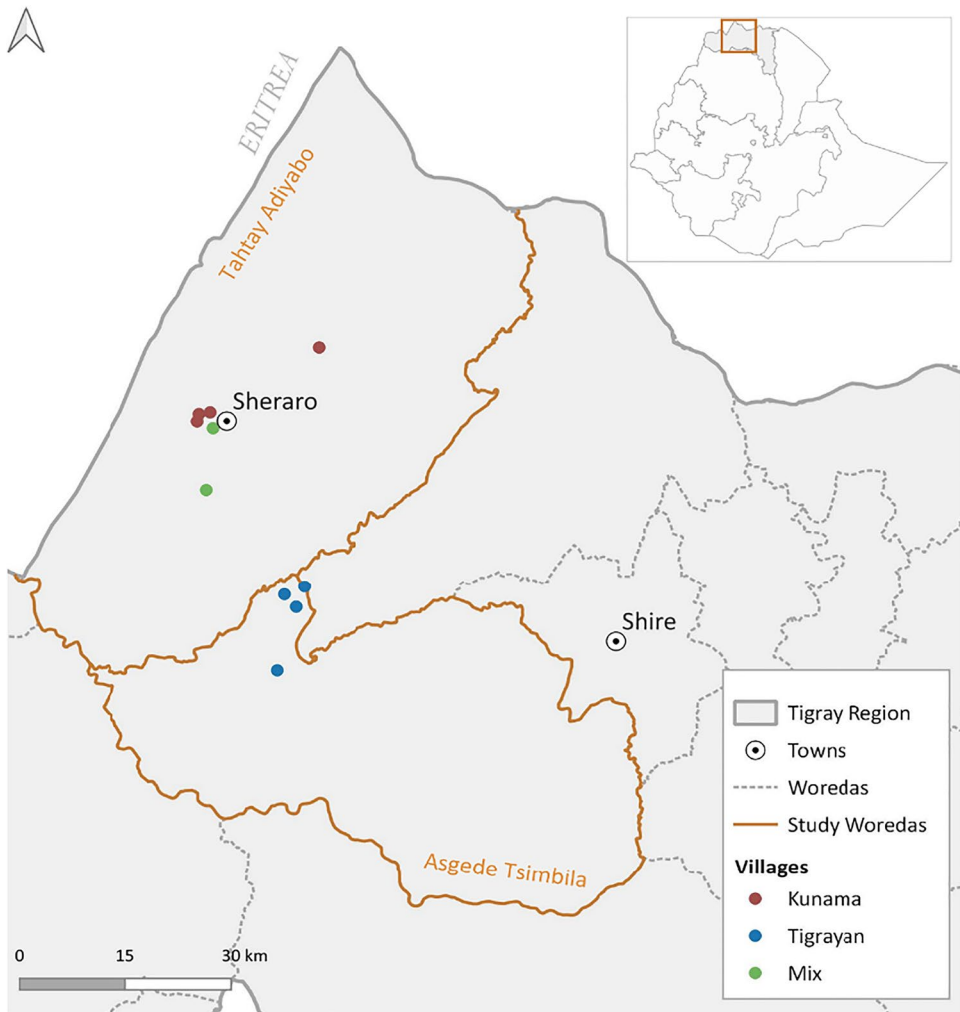 ERITREA
Tahtay Adiyabo
Sheraro
Shire
Asgede Tsimbila
Tigray Region
Towns
Woredas
Study Woredas
Villages
Kunama
Tigrayan
Mix
0 15 30 km